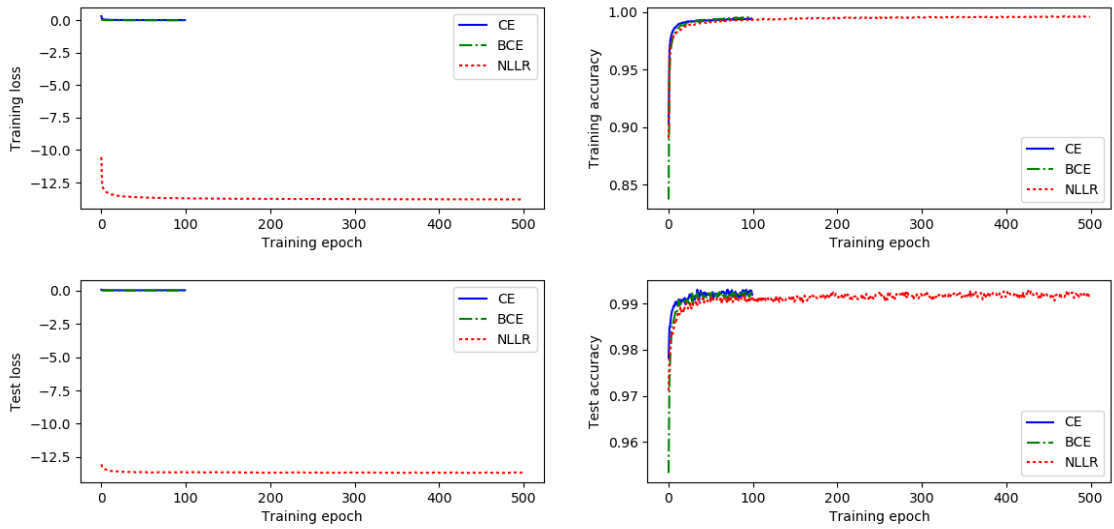 0.0
−2.5
−5.0
−7.5
−10.0
−12.5
Training loss
CE
BCE
NLLR
0 100 200 300 400 500
Training epoch
1.00
0.95
0.90
0.85
Training accuracy
CE
BCE
NLLR
0 100 200 300 400 500
Training epoch
0.0
−2.5
−5.0
−7.5
−10.0
−12.5
Test loss
CE
BCE
NLLR
0 100 200 300 400 500
Training epoch
0.99
0.98
0.97
0.96
Test accuracy
CE
BCE
NLLR
0 100 200 300 400 500
Training epoch